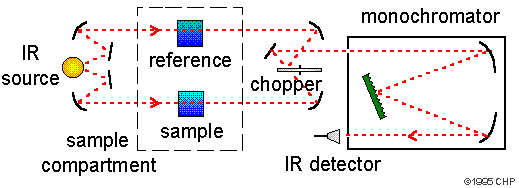 IR
source
reference
sample
sample
compartment
chopper
monochromator
IR detector
©1995 CHP